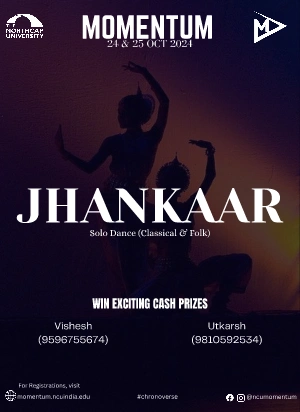 THE
NORTHCAP
UNIVERSITY
MOMENTUM
24 & 25 OCT 2024
JHANKAAR
Solo Dance (Classical & Folk)
WIN EXCITING CASH PRIZES
Vishesh
(9596755674)
Utkarsh
(9810592534)
For Registrations, visit
momentum.ncuindia.edu
#chronoverse
@ncumomentum